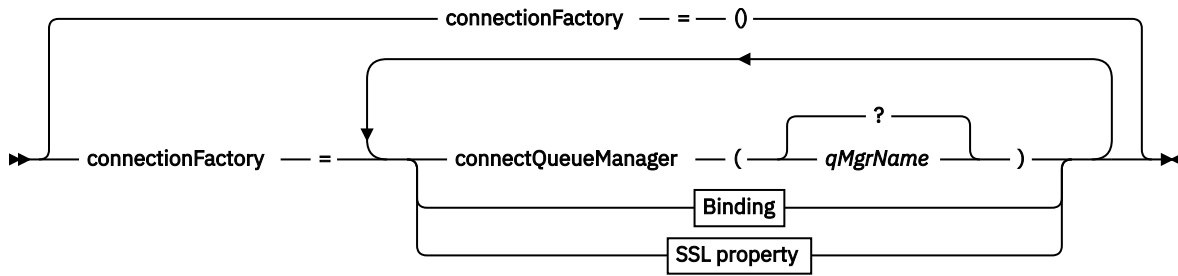 connectionFactory = ()
?
connectionFactory = connectQueueManager ( qMgrName )
Binding
SSL property